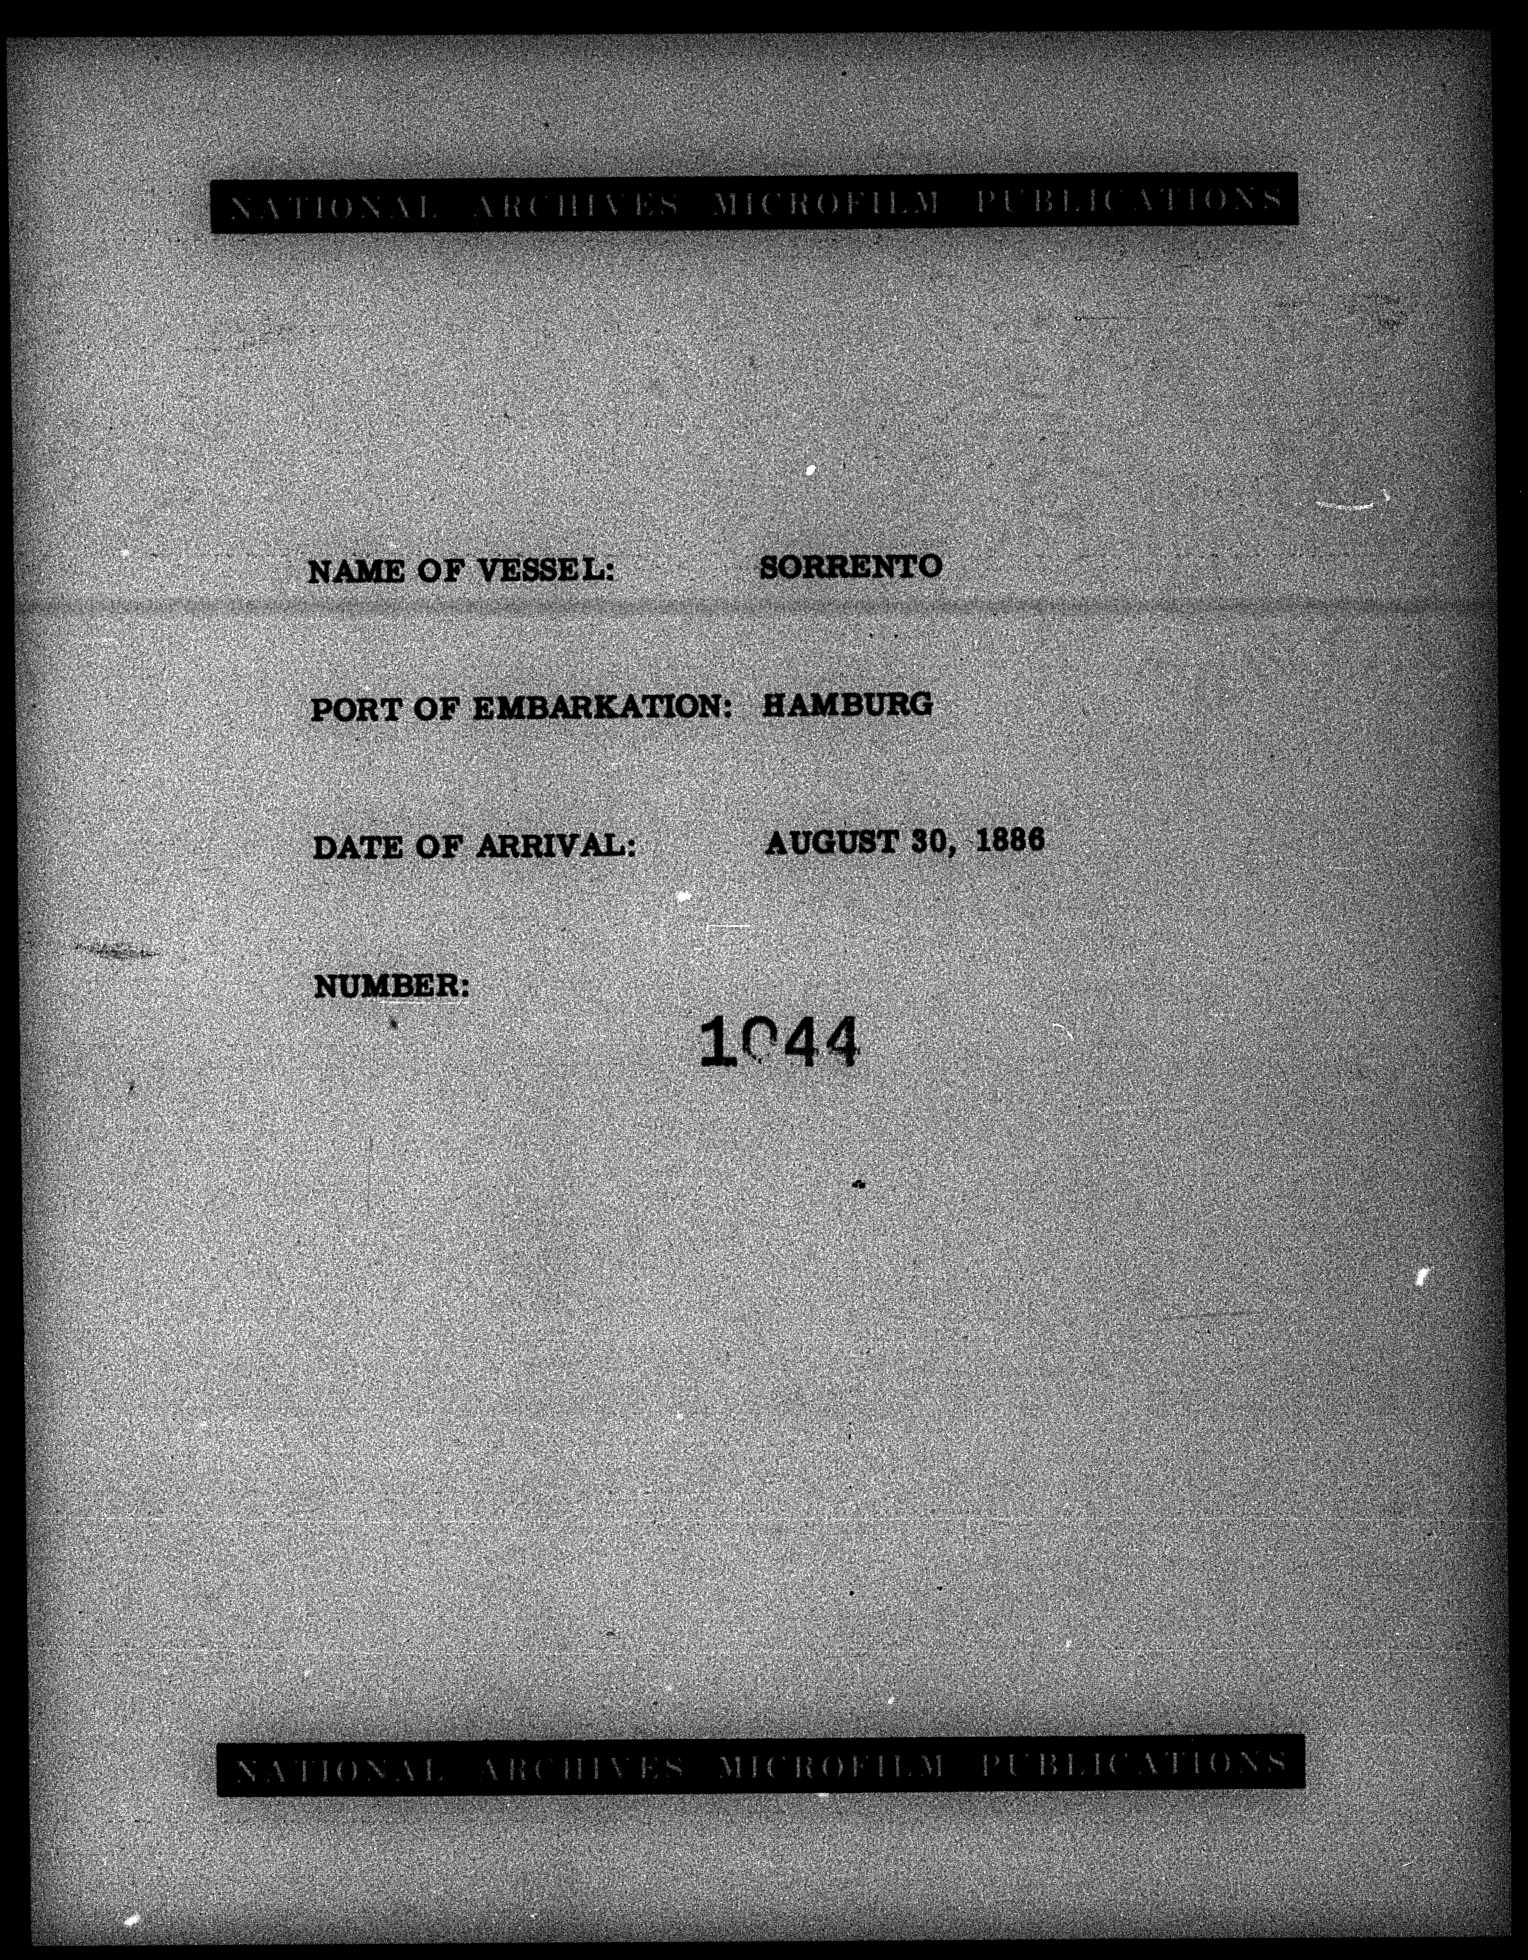 NATIONAL ARCHIVES MICROFILM PUBLICATIONS
NAME OF VESSEL: SORRENTO
PORT OF EMBARKATION: HAMBURG
DATE OF ARRIVAL: AUGUST 30, 1886
NUMBER:
1044
NATIONAL ARCHIVES MICROFILM PUBLICATIONS